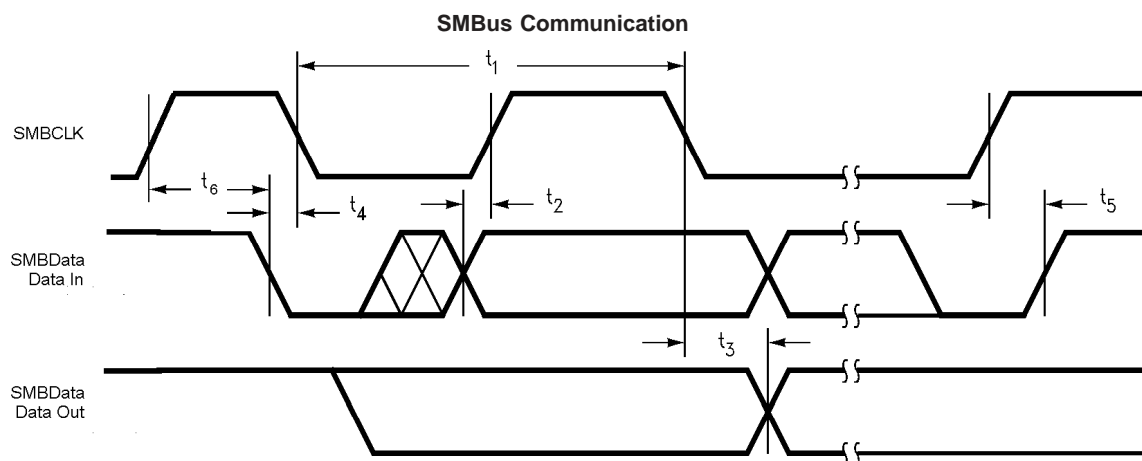 SMBus Communication
t1
SMBCLK
t6
t4
t2
t5
SMBData
Data In
t3
SMBData
Data Out